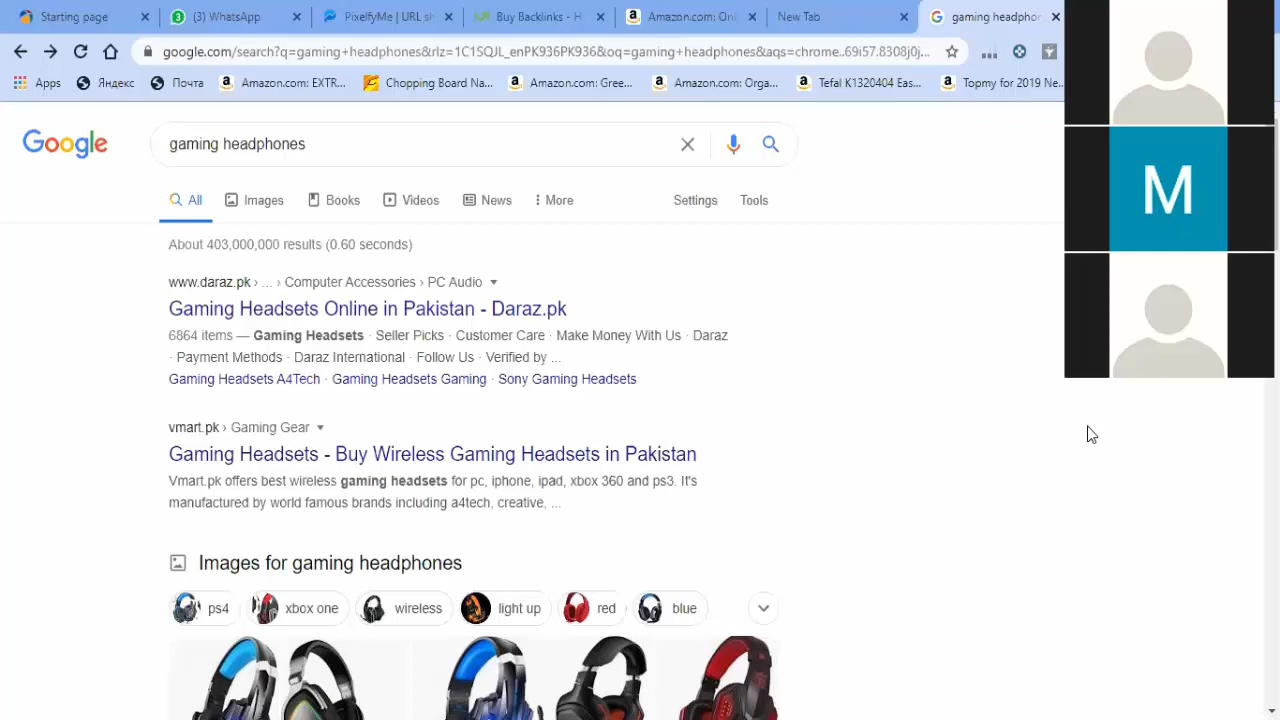 Starting page
(3) WhatsApp
PixelfyMe | URL sh
Buy Backlinks - H
Amazon.com: Onl
New Tab
gaming headphon
google.com/search?q=gaming+headphones&rlz=1C1SQJL_enPK936PK936&oq=gaming+headphones&aqs=chrome..69i57.8308j0j...
Apps
Яндекс
Почта
Amazon.com: EXTR...
Chopping Board Na...
Amazon.com: Gree...
Amazon.com: Orga...
Tefal K1320404 Eas...
Topmy for 2019 Ne...
Google
gaming headphones
All
Images
Books
Videos
News
More
Settings
Tools
About 403,000,000 results (0.60 seconds)
www.daraz.pk › ... › Computer Accessories › PC Audio
Gaming Headsets Online in Pakistan - Daraz.pk
6864 items — Gaming Headsets · Seller Picks · Customer Care · Make Money With Us · Daraz
· Payment Methods · Daraz International · Follow Us · Verified by ...
Gaming Headsets A4Tech · Gaming Headsets Gaming · Sony Gaming Headsets
vmart.pk › Gaming Gear
Gaming Headsets - Buy Wireless Gaming Headsets in Pakistan
Vmart.pk offers best wireless gaming headsets for pc, iphone, ipad, xbox 360 and ps3. It's
manufactured by world famous brands including a4tech, creative, ...
Images for gaming headphones
ps4
xbox one
wireless
light up
red
blue
M